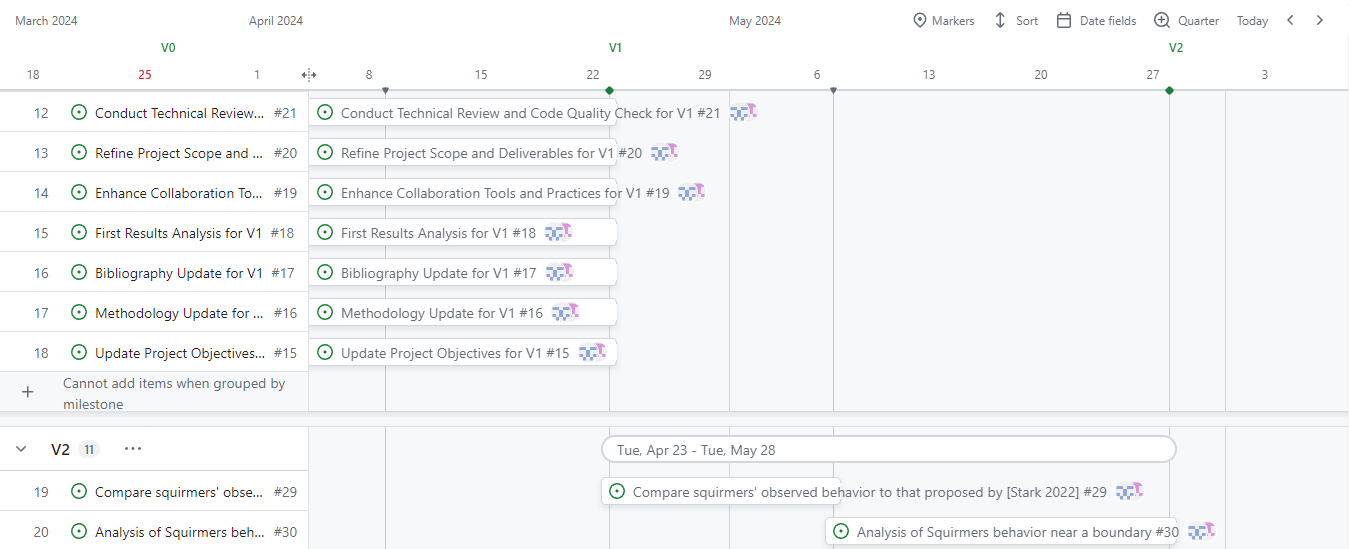 March 2024 April 2024 May 2024 Markers Sort Date fields Quarter Today
V0 V1 V2
18 25 1 8 15 22 29 6 13 20 27 3
12 Conduct Technical Review... #21 Conduct Technical Review and Code Quality Check for V1 #21
13 Refine Project Scope and ... #20 Refine Project Scope and Deliverables for V1 #20
14 Enhance Collaboration To... #19 Enhance Collaboration Tools and Practices for V1 #19
15 First Results Analysis for V1 #18 First Results Analysis for V1 #18
16 Bibliography Update for V1 #17 Bibliography Update for V1 #17
17 Methodology Update for ... #16 Methodology Update for V1 #16
18 Update Project Objectives... #15 Update Project Objectives for V1 #15
Cannot add items when grouped by
milestone
V2 11 ... Tue, Apr 23 - Tue, May 28
19 Compare squirmers' obse... #29 Compare squirmers' observed behavior to that proposed by [Stark 2022] #29
20 Analysis of Squirmers beh... #30 Analysis of Squirmers behavior near a boundary #30